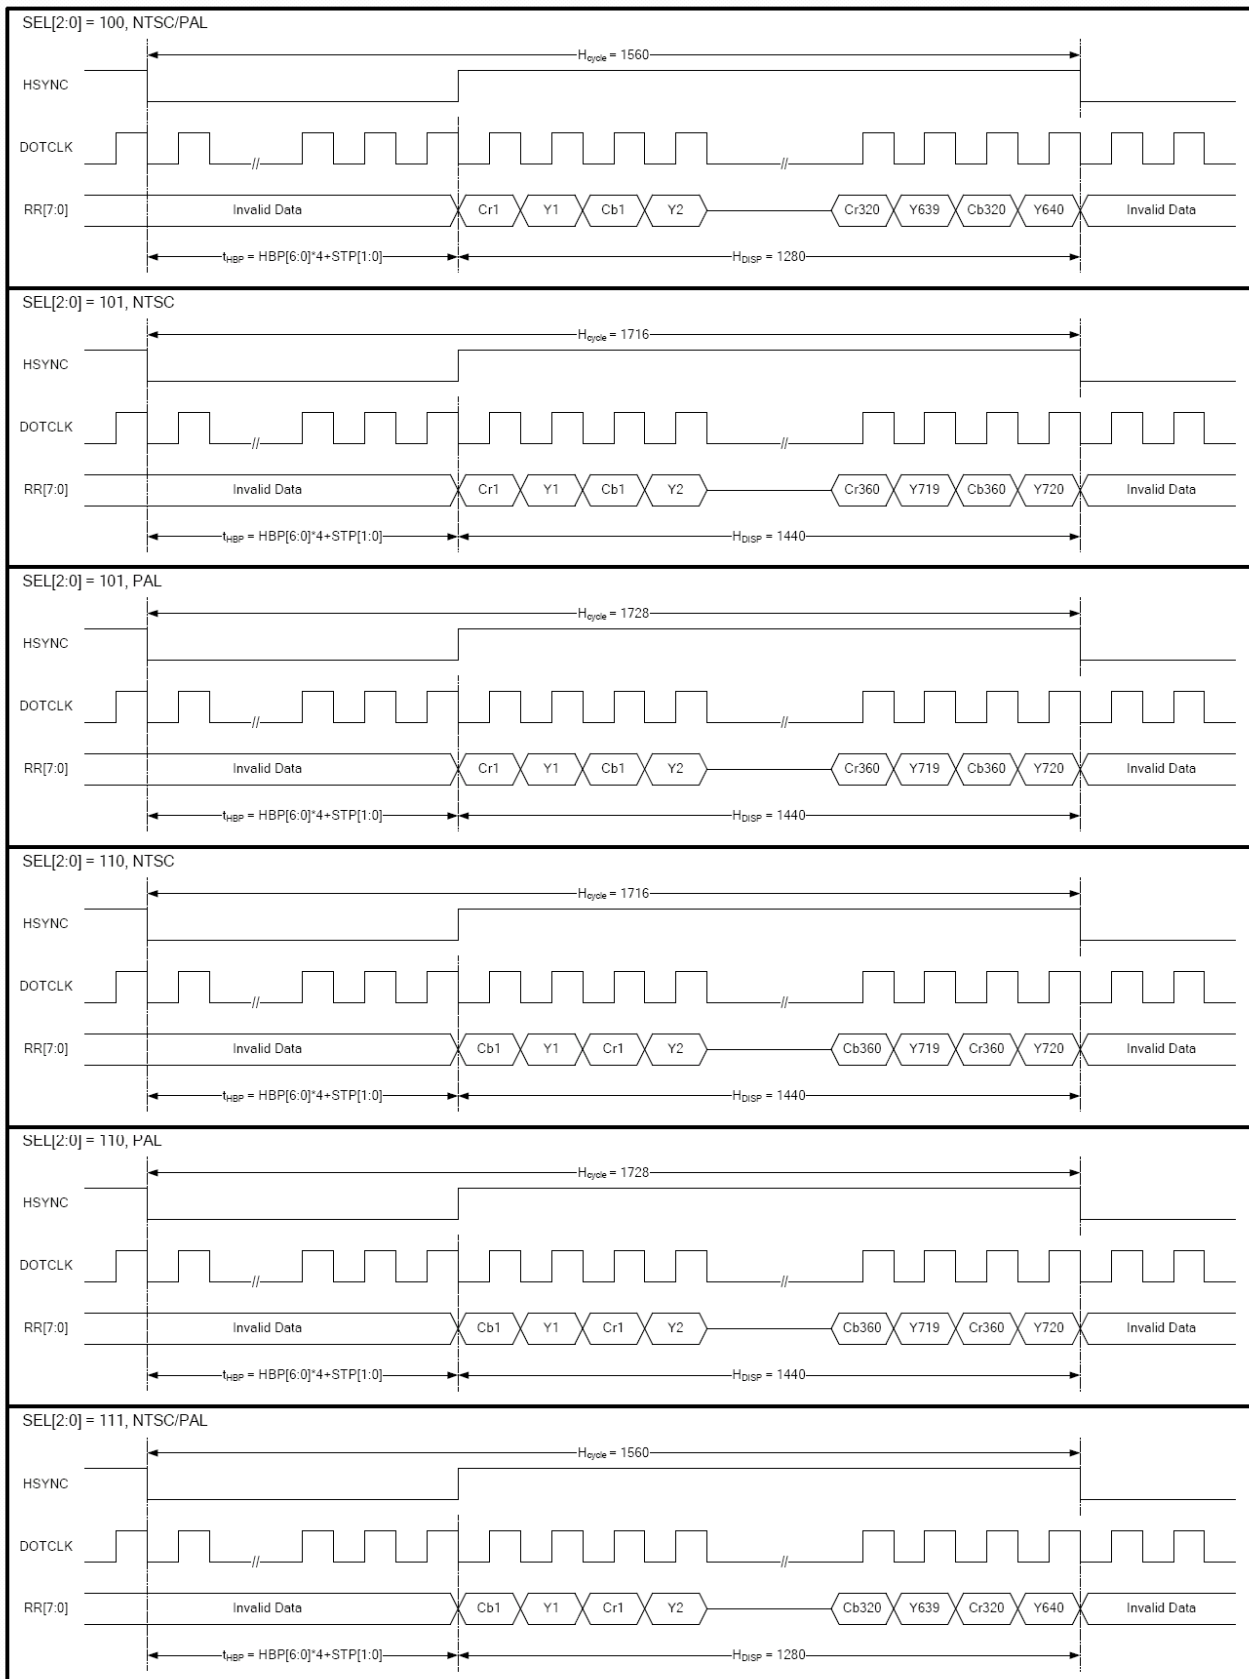 SEL[2:0] = 100, NTSC/PAL
Hcycle = 1560
HSYNC
DOTCLK
//
//
RR[7:0] Invalid Data Cr1 Y1 Cb1 Y2 Cr320 Y639 Cb320 Y640 Invalid Data
tHBP = HBP[6:0]*4+STP[1:0] HDISP = 1280
SEL[2:0] = 101, NTSC
Hcycle = 1716
HSYNC
DOTCLK
//
//
RR[7:0] Invalid Data Cr1 Y1 Cb1 Y2 Cr360 Y719 Cb360 Y720 Invalid Data
tHBP = HBP[6:0]*4+STP[1:0] HDISP = 1440
SEL[2:0] = 101, PAL
Hcycle = 1728
HSYNC
DOTCLK
//
//
RR[7:0] Invalid Data Cr1 Y1 Cb1 Y2 Cr360 Y719 Cb360 Y720 Invalid Data
tHBP = HBP[6:0]*4+STP[1:0] HDISP = 1440
SEL[2:0] = 110, NTSC
Hcycle = 1716
HSYNC
DOTCLK
//
//
RR[7:0] Invalid Data Cb1 Y1 Cr1 Y2 Cb360 Y719 Cr360 Y720 Invalid Data
tHBP = HBP[6:0]*4+STP[1:0] HDISP = 1440
SEL[2:0] = 110, PAL
Hcycle = 1728
HSYNC
DOTCLK
//
//
RR[7:0] Invalid Data Cb1 Y1 Cr1 Y2 Cb360 Y719 Cr360 Y720 Invalid Data
tHBP = HBP[6:0]*4+STP[1:0] HDISP = 1440
SEL[2:0] = 111, NTSC/PAL
Hcycle = 1560
HSYNC
DOTCLK
//
//
RR[7:0] Invalid Data Cb1 Y1 Cr1 Y2 Cb320 Y639 Cr320 Y640 Invalid Data
tHBP = HBP[6:0]*4+STP[1:0] HDISP = 1280